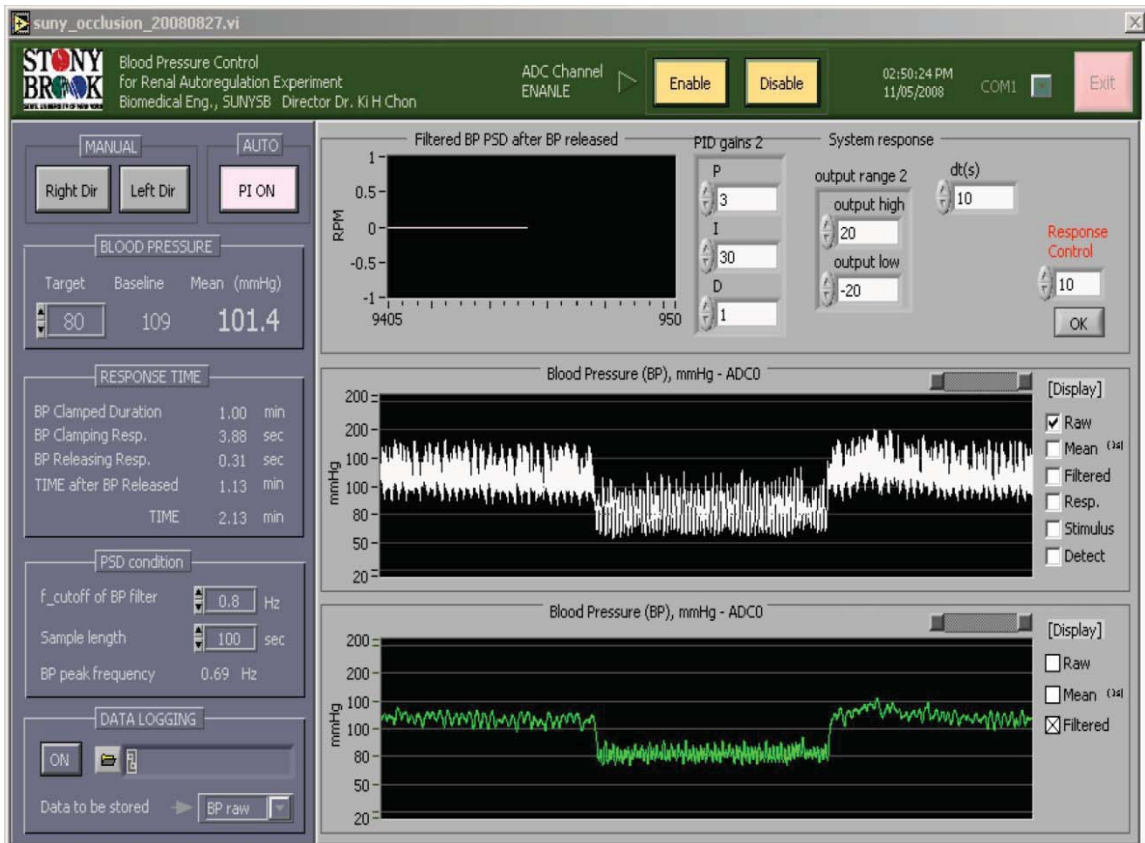 suny_occlusion_20080827.vi
X
STONY
BROOK
STATE UNIVERSITY OF NEW YORK
Blood Pressure Control
for Renal Autoregulation Experiment
Biomedical Eng., SUNYSB Director Dr. Ki H Chon
ADC Channel
ENANLE
Enable
Disable
02:50:24 PM
11/05/2008
COM1
Exit
MANUAL
Right Dir
Left Dir
AUTO
PI ON
BLOOD PRESSURE
Target Baseline Mean (mmHg)
80 109 101.4
RESPONSE TIME
BP Clamped Duration 1.00 min
BP Clamping Resp. 3.88 sec
BP Releasing Resp. 0.31 sec
TIME after BP Released 1.13 min
TIME 2.13 min
PSD condition
f_cutoff of BP filter 0.8 Hz
Sample length 100 sec
BP peak frequency 0.69 Hz
DATA LOGGING
ON
Data to be stored BP raw
Filtered BP PSD after BP released
RPM
1
0.5
0
-0.5
-1
9405 950
PID gains 2
P
3
I
30
D
1
System response
output range 2
output high
20
output low
-20
dt(s)
10
Response
Control
10
OK
Blood Pressure (BP), mmHg - ADC0
mmHg
200
200
100
100
80
50
20
[Display]
Raw
Mean (1s)
Filtered
Resp.
Stimulus
Detect
Blood Pressure (BP), mmHg - ADC0
mmHg
200
200
100
100
80
50
20
[Display]
Raw
Mean (1s)
Filtered